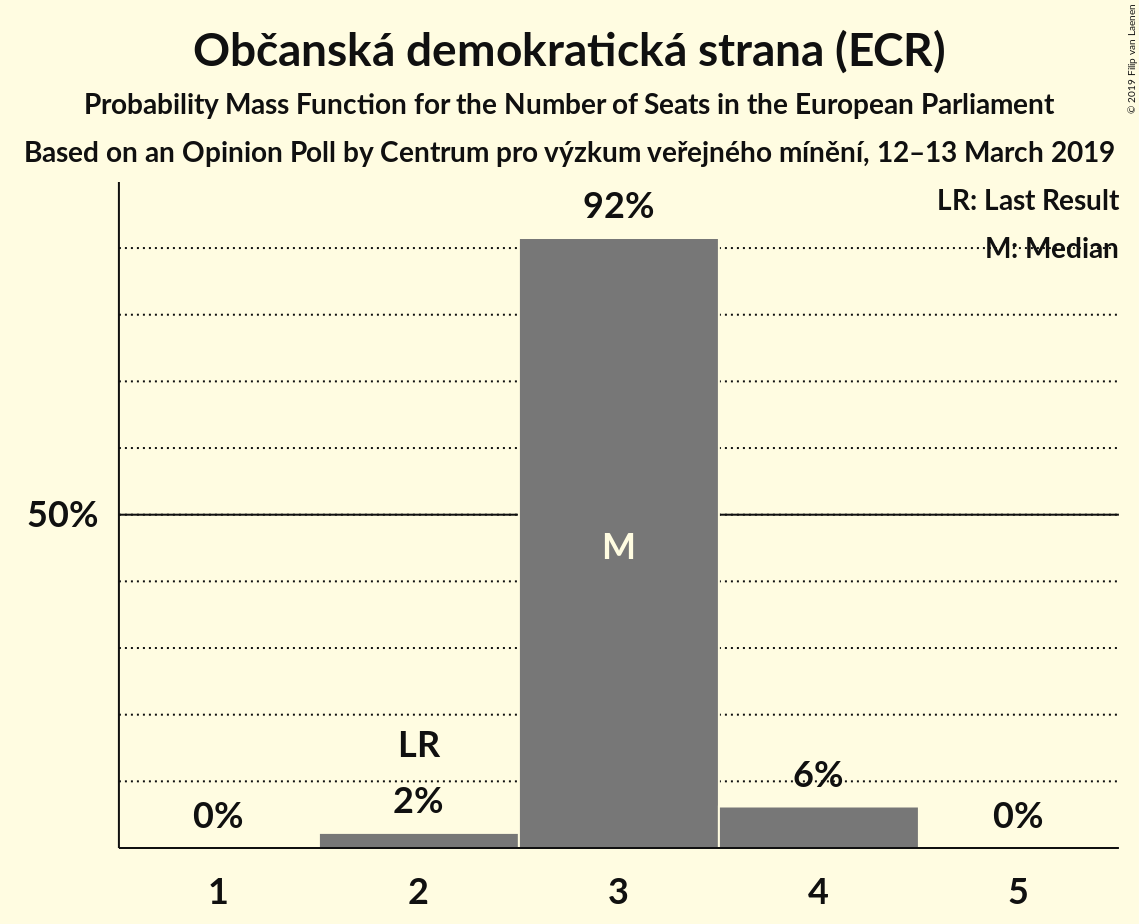 Občanská demokratická strana (ECR)
Probability Mass Function for the Number of Seats in the European Parliament
Based on an Opinion Poll by Centrum pro výzkum veřejného mínění, 12–13 March 2019
© 2019 Filip van Laenen
LR: Last Result
M: Median
92%
50%
M
LR
0%
2%
6%
0%
1 2 3 4 5